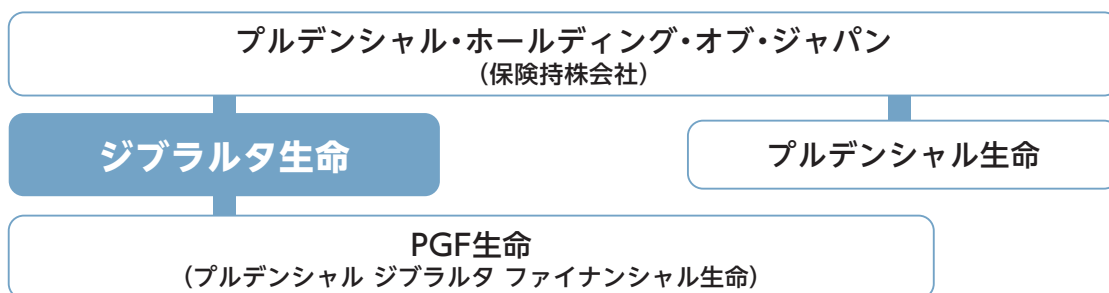 プルデンシャル・ホールディング・オブ・ジャパン
（保険持株会社）
ジブラルタ生命
プルデンシャル生命
PGF生命
（プルデンシャル ジブラルタ ファイナンシャル生命）